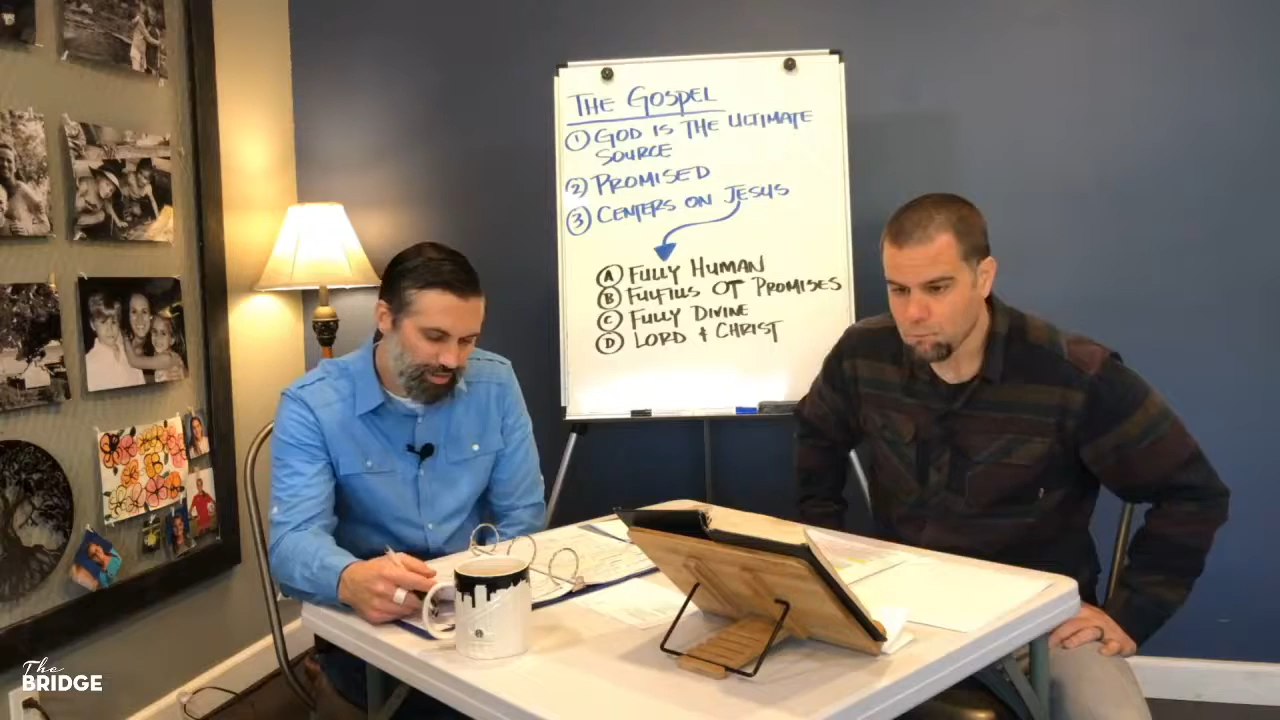 THE GOSPEL
① GOD IS THE ULTIMATE
SOURCE
② PROMISED
③ CENTERS ON JESUS
Ⓐ FULLY HUMAN
Ⓑ FULFILLS OT PROMISES
Ⓒ FULLY DIVINE
Ⓓ LORD + CHRIST
The
BRIDGE